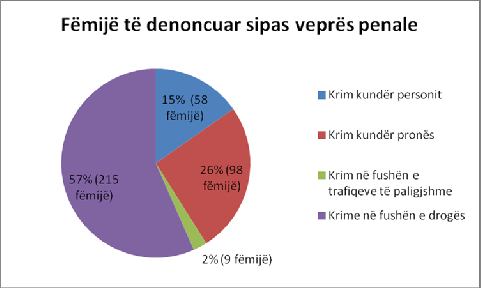 Fëmijë të denoncuar sipas veprës penale
15% (58
fëmijë)
26% (98
fëmijë)
57% (215
fëmijë)
2% (9 fëmijë)
Krim kundër personit
Krim kundër pronës
Krim në fushën e
trafiqeve të paligjshme
Krime në fushën e drogës